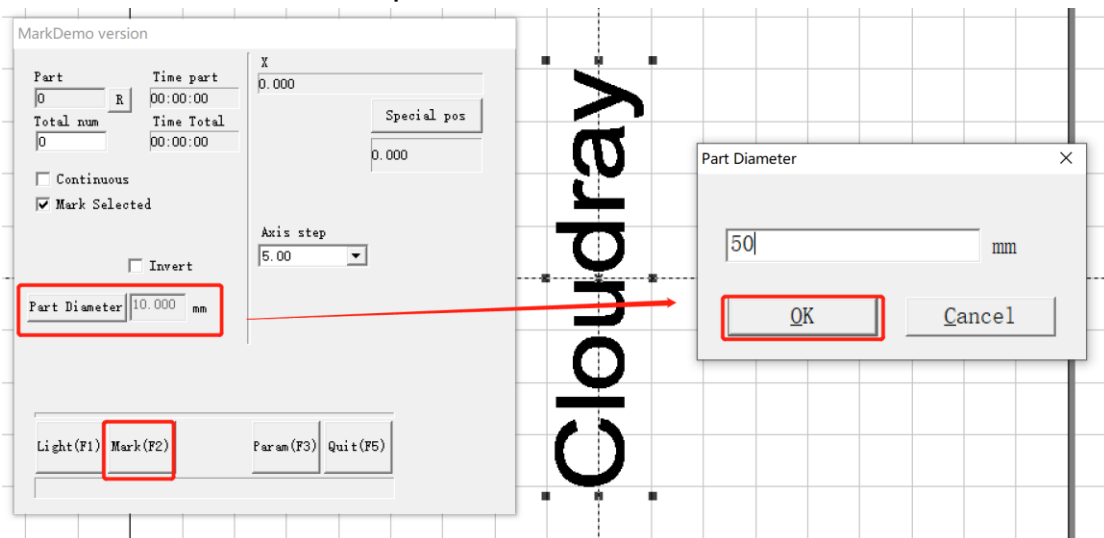 MarkDemo version
Part Time part
0 R 00:00:00
Total num Time Total
0 00:00:00
Continuous
Mark Selected
Invert
Part Diameter 10.000 mm
X
0.000
Special pos
0.000
Axis step
5.00
Light(F1) Mark(F2) Param(F3) Quit(F5)
Cloudray
Part Diameter
50 mm
OK Cancel